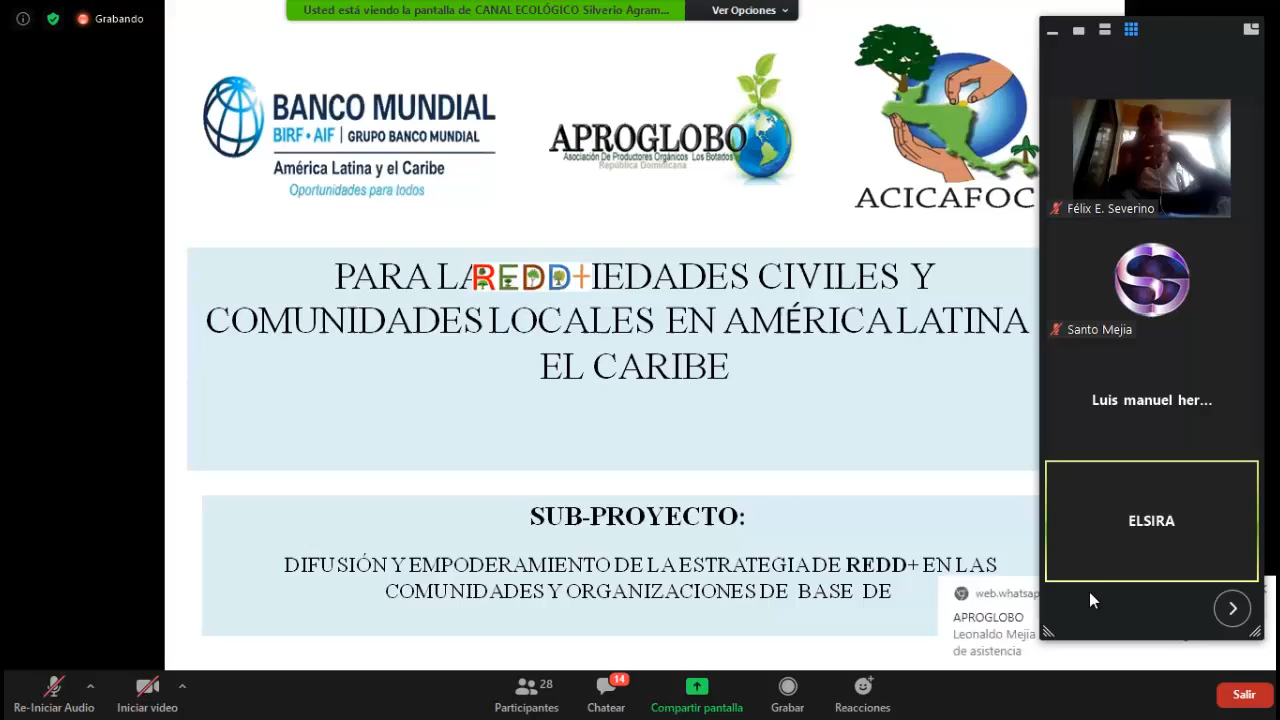 Grabando
Usted está viendo la pantalla de CANAL ECOLÓGICO Silverio Agram...
Ver Opciones
BANCO MUNDIAL
BIRF • AIF | GRUPO BANCO MUNDIAL
América Latina y el Caribe
Oportunidades para todos
APROGLOBO
Asociación De Productores Orgánicos Los Botados
República Dominicana
ACICAFOC
PARA LA REDD+ IEDADES CIVILES Y
COMUNIDADES LOCALES EN AMÉRICA LATINA
EL CARIBE
SUB-PROYECTO:
DIFUSIÓN Y EMPODERAMIENTO DE LA ESTRATEGIA DE REDD+ EN LAS
COMUNIDADES Y ORGANIZACIONES DE BASE DE
Félix E. Severino
Santo Mejia
Luis manuel her...
ELSIRA
web.whatsap
APROGLOBO
Leonaldo Mejia
de asistencia
Re-Iniciar Audio
Iniciar video
Participantes
28
Chatear
14
Compartir pantalla
Grabar
Reacciones
Salir